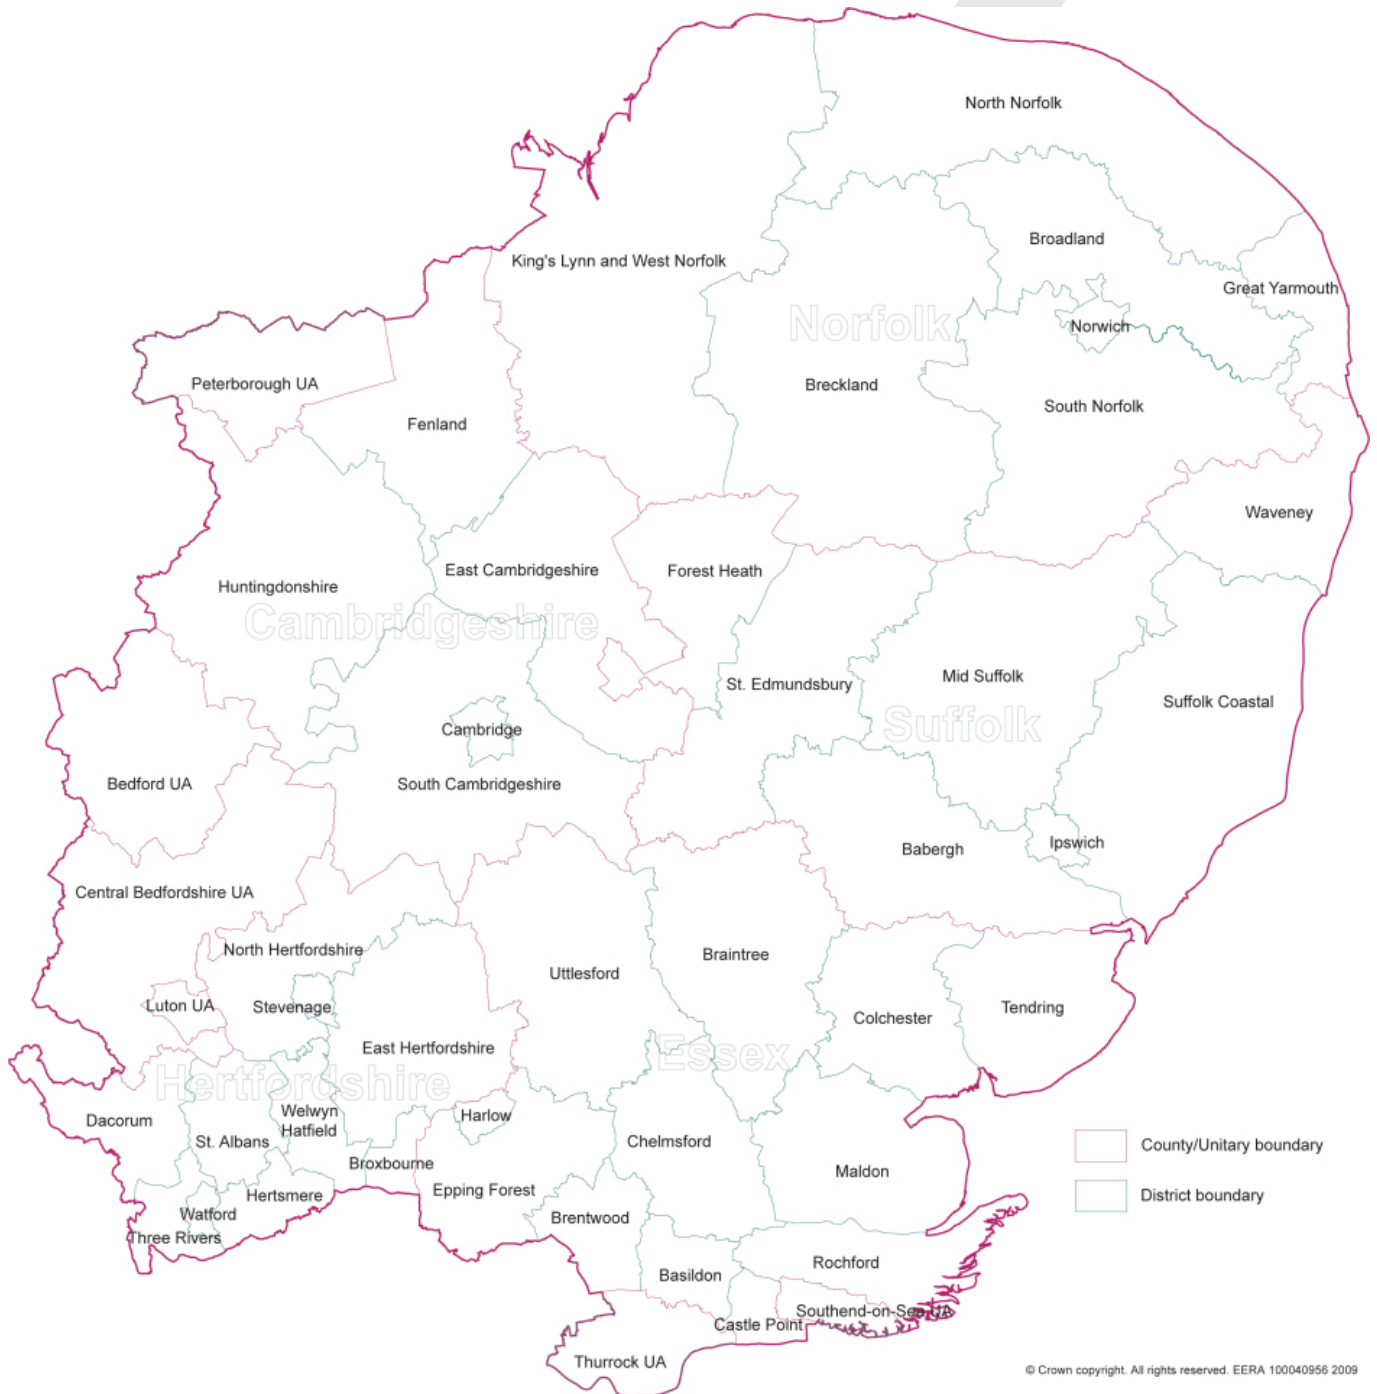 North Norfolk
Broadland
King's Lynn and West Norfolk
Great Yarmouth
Norfolk
Norwich
Peterborough UA
Breckland
South Norfolk
Fenland
Waveney
East Cambridgeshire
Forest Heath
Huntingdonshire
Cambridgeshire
Mid Suffolk
St. Edmundsbury
Suffolk Coastal
Suffolk
Cambridge
Bedford UA
South Cambridgeshire
Ipswich
Babergh
Central Bedfordshire UA
North Hertfordshire
Braintree
Uttlesford
Luton UA
Stevenage
Tendring
Colchester
East Hertfordshire
Essex
Hertfordshire
Dacorum
Welwyn
Hatfield
Harlow
St. Albans
Chelmsford
County/Unitary boundary
Broxbourne
Maldon
Epping Forest
Hertsmere
District boundary
Watford
Brentwood
Three Rivers
Rochford
Basildon
Southend-on-Sea UA
Castle Point
Thurrock UA
© Crown copyright. All rights reserved. EERA 100040956 2009